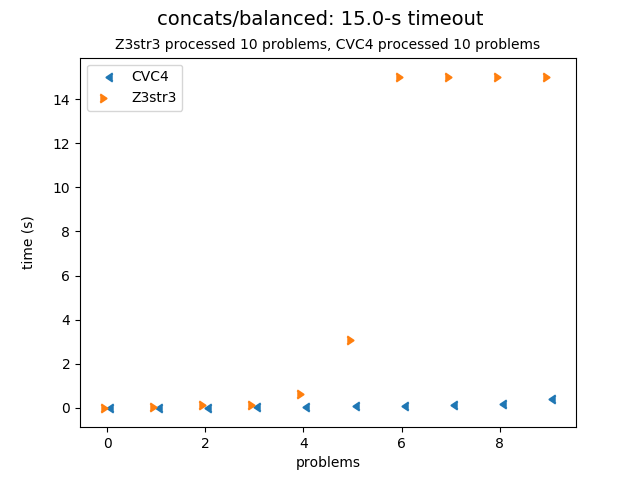 concats/balanced: 15.0-s timeout
Z3str3 processed 10 problems, CVC4 processed 10 problems
CVC4
Z3str3
14
12
10
8
6
4
2
0
time (s)
0 2 4 6 8
problems